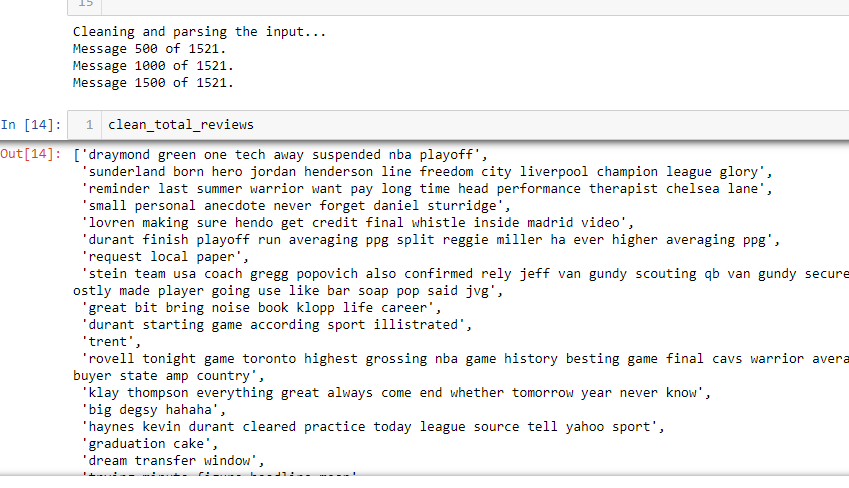 15
Cleaning and parsing the input...
Message 500 of 1521.
Message 1000 of 1521.
Message 1500 of 1521.
In [14]: 1 clean_total_reviews
Out[14]: ['draymond green one tech away suspended nba playoff',
'sunderland born hero jordan henderson line freedom city liverpool champion league glory',
'reminder last summer warrior want pay long time head performance therapist chelsea lane',
'small personal anecdote never forget daniel sturridge',
'lovren making sure hendo get credit final whistle inside madrid video',
'durant finish playoff run averaging ppg split reggie miller ha ever higher averaging ppg',
'request local paper',
'stein team usa coach gregg popovich also confirmed rely jeff van gundy scouting qb van gundy secure
ostly made player going use like bar soap pop said jvg',
'great bit bring noise book klopp life career',
'durant starting game according sport illistrated',
'trent',
'rovell tonight game toronto highest grossing nba game history besting game final cavs warrior avera
buyer state amp country',
'klay thompson everything great always come end whether tomorrow year never know',
'big degsy hahaha',
'haynes kevin durant cleared practice today league source tell yahoo sport',
'graduation cake',
'dream transfer window',